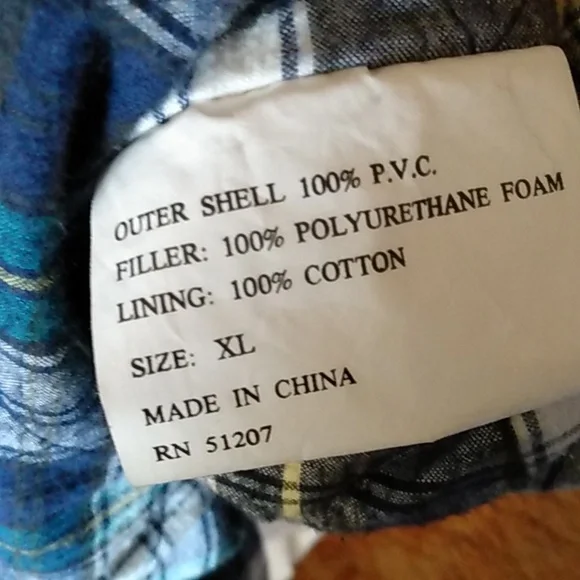 OUTER SHELL 100% P.V.C.
FILLER: 100% POLYURETHANE FOAM
LINING: 100% COTTON
SIZE: XL
MADE IN CHINA
RN 51207